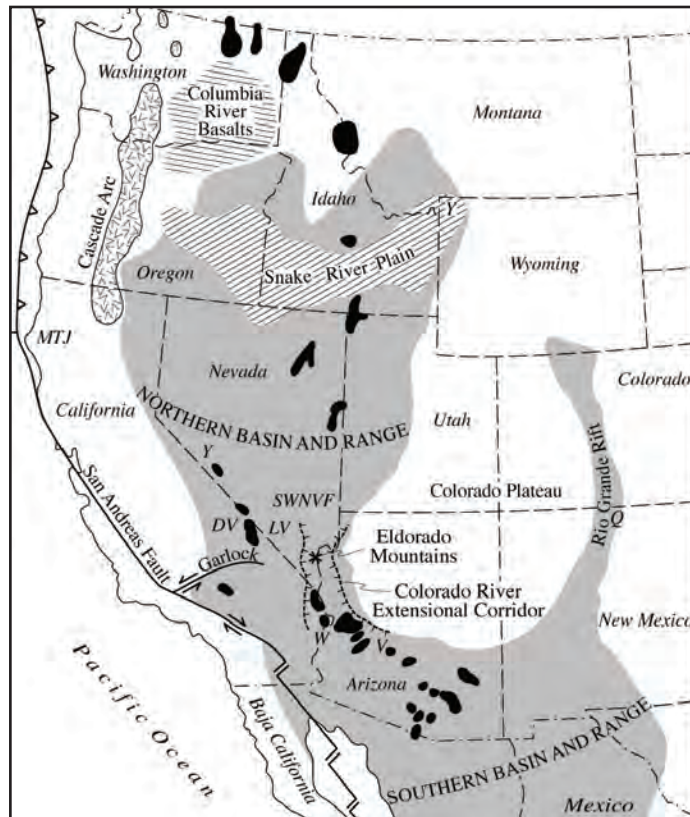 Washington
Columbia
River
Basalts
Montana
Cascade Arc
Idaho
Y
Oregon
Snake River Plain
Wyoming
MTJ
Nevada
Colorado
California
NORTHERN BASIN AND RANGE
Utah
Rio Grande Rift
Y
San Andreas Fault
SWNVF
Colorado Plateau
Q
DV
LV
Garlock
Eldorado
Mountains
Colorado River
Extensional Corridor
W
V
New Mexico
Arizona
Pacific Ocean
Baja California
SOUTHERN BASIN AND RANGE
Mexico